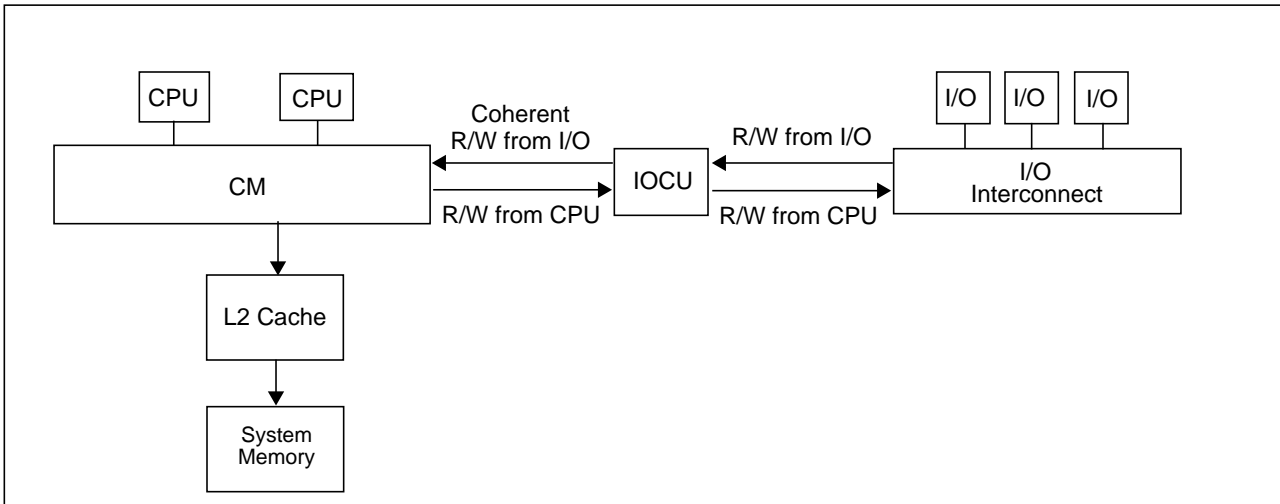 CPU
CPU
I/O
I/O
I/O
Coherent
R/W from I/O
R/W from I/O
CM
IOCU
I/O
Interconnect
R/W from CPU
R/W from CPU
L2 Cache
System
Memory